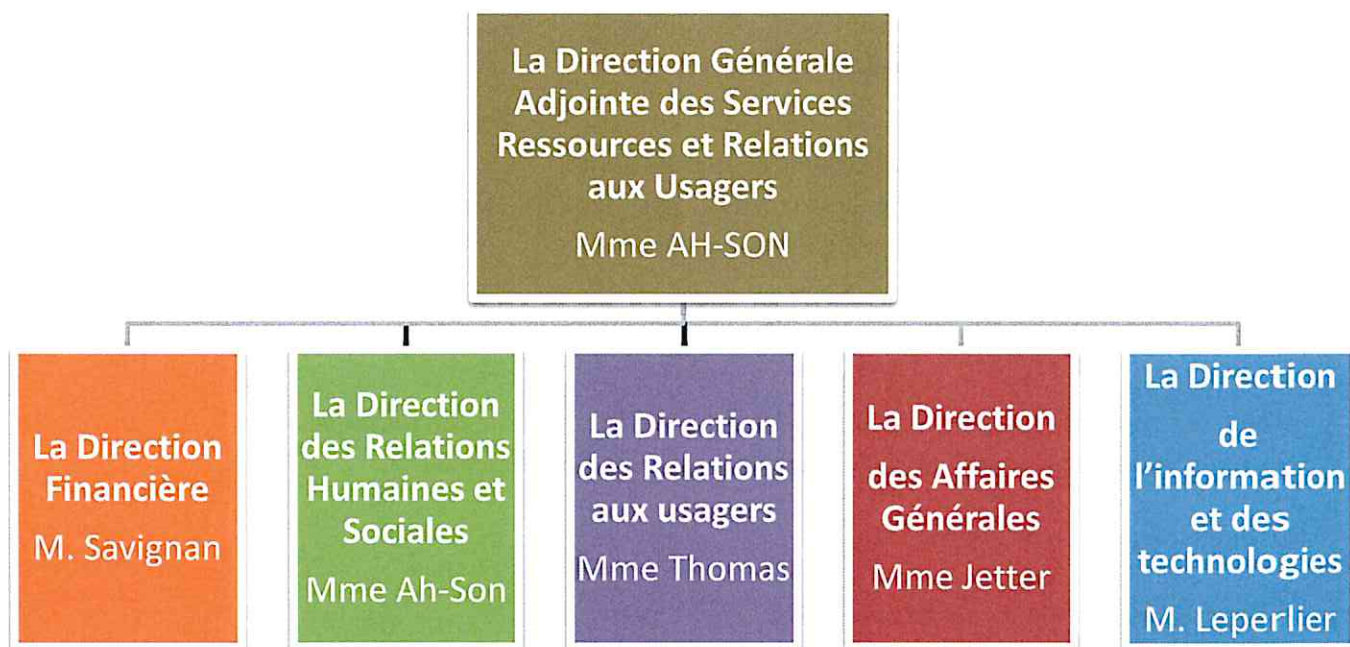 La Direction Générale
Adjointe des Services
Ressources et Relations
aux Usagers
Mme AH-SON
La Direction
Financière
M. Savignan
La Direction
des Relations
Humaines et
Sociales
Mme Ah-Son
La Direction
des Relations
aux usagers
Mme Thomas
La Direction
des Affaires
Générales
Mme Jetter
La Direction
de
l'information
et des
technologies
M. Leperlier